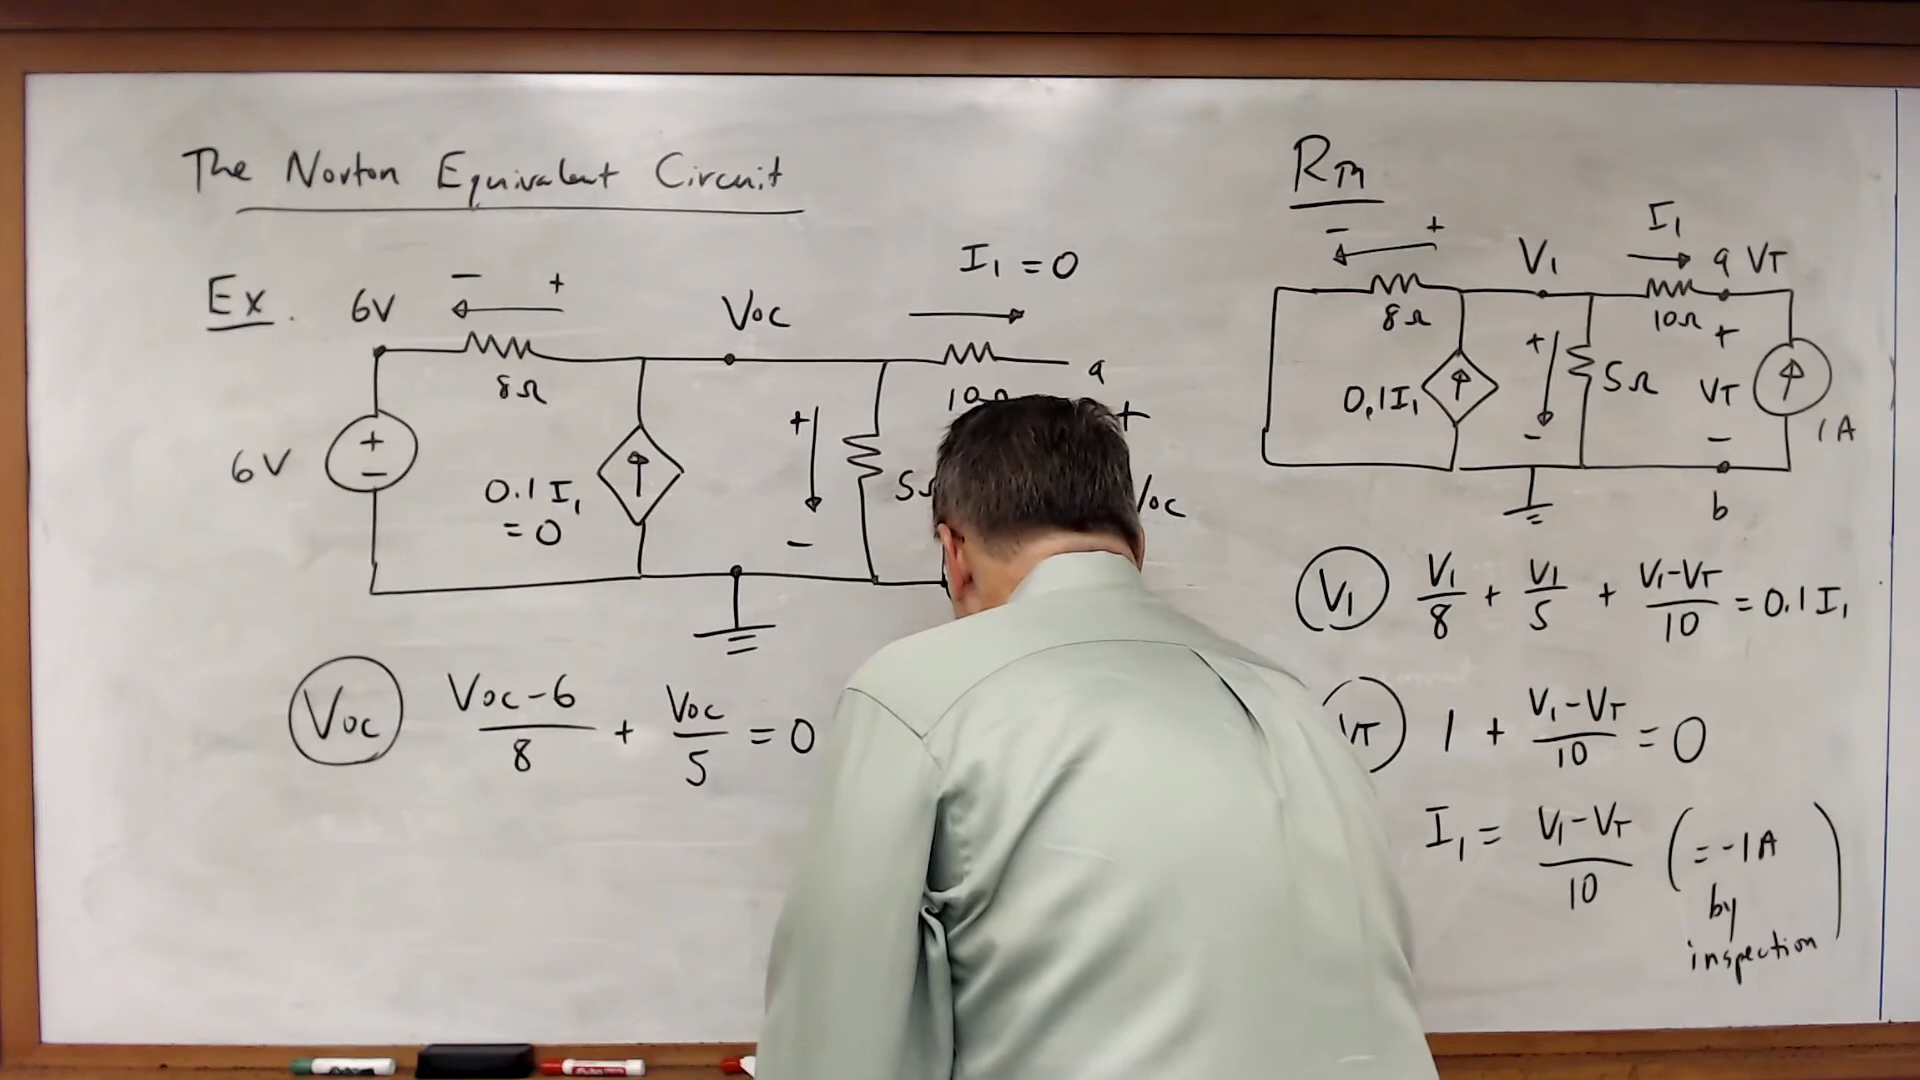 The Norton Equivalent Circuit
Ex.
6V
- +
8Ω
6V
+
-
0.1 I₁
= 0
VOC
+
-
I₁ = 0
a
+
VOC
VOC - 6
8
+
VOC
5
= 0
RTh
- +
8Ω
0.1I₁
V₁
+
-
5Ω
I₁
10Ω
a VT
+
VT
-
1A
b
V₁
V₁/8 + V₁/5 + (V₁-VT)/10 = 0.1 I₁
1 + (V₁-VT)/10 = 0
I₁ = (V₁-VT)/10 ( = -1A
by
inspection )